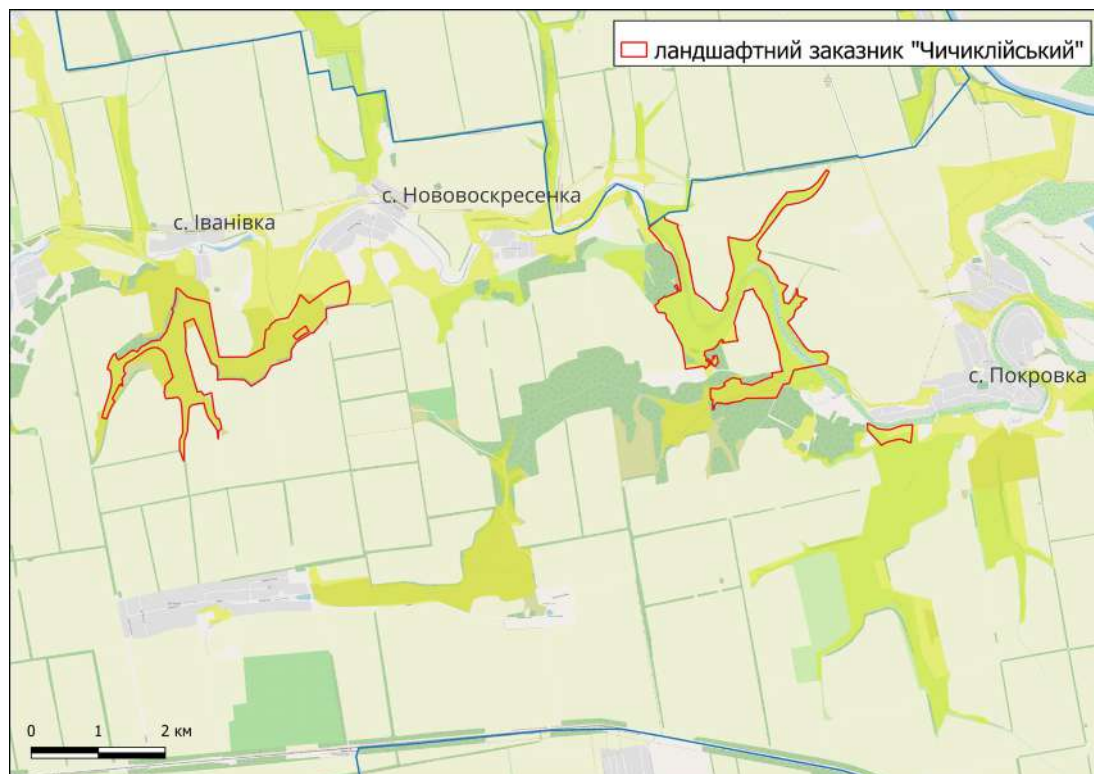 ландшафтний заказник "Чичиклійський"
с. Нововоскресенка
с. Іванівка
с. Покровка
0 1 2 км